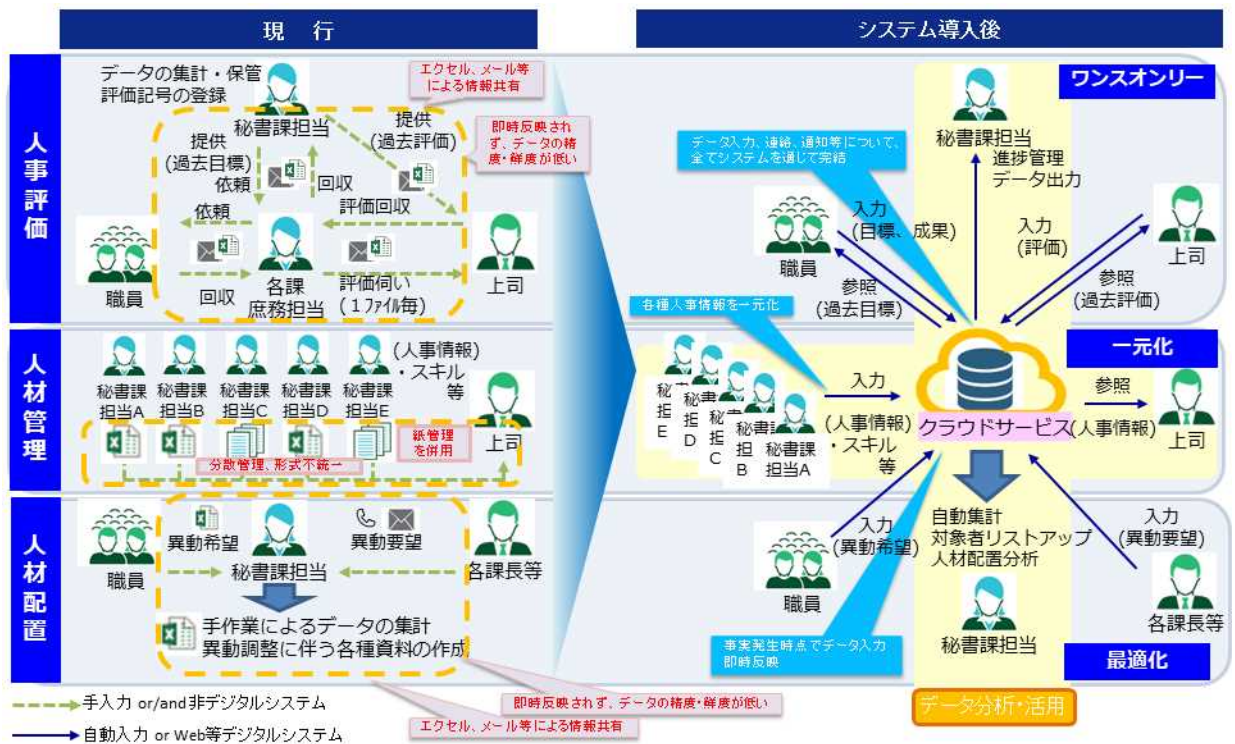 現 行
システム導入後
人事評価
データの集計・保管
評価記号の登録
秘書課担当
エクセル、メール等
による情報共有
即時反映され
ず、データの精
度・鮮度が低い
提供
(過去目標)
依頼
回収
提供
(過去評価)
評価回収
依頼
職員
回収
各課
庶務担当
評価伺い
(1ファイル毎)
上司
ワンスオンリー
秘書課担当
進捗管理
データ出力
データ入力、連絡、通知等について、
全てシステムを通じて完結
職員
入力
(目標、成果)
参照
(過去目標)
入力
(評価)
参照
(過去評価)
上司
人材管理
秘書課
担当A
秘書課
担当B
秘書課
担当C
秘書課
担当D
秘書課
担当E
(人事情報)
・スキル
等
上司
紙管理
を併用
分散管理、形式不統一
各種人事情報を一元化
一元化
秘書課
担当A
入力
(人事情報)
・スキル
等
クラウドサービス
参照
(人事情報)
上司
人材配置
職員
異動希望
秘書課担当
異動要望
各課長等
手作業によるデータの集計
異動調整に伴う各種資料の作成
即時反映されず、データの精度・鮮度が低い
エクセル、メール等による情報共有
職員
入力
(異動希望)
自動集計
対象者リストアップ
人材配置分析
秘書課担当
入力
(異動要望)
各課長等
事実発生時点でデータ入力
即時反映
最適化
データ分析・活用
手入力 or/and 非デジタルシステム
自動入力 or Web等デジタルシステム